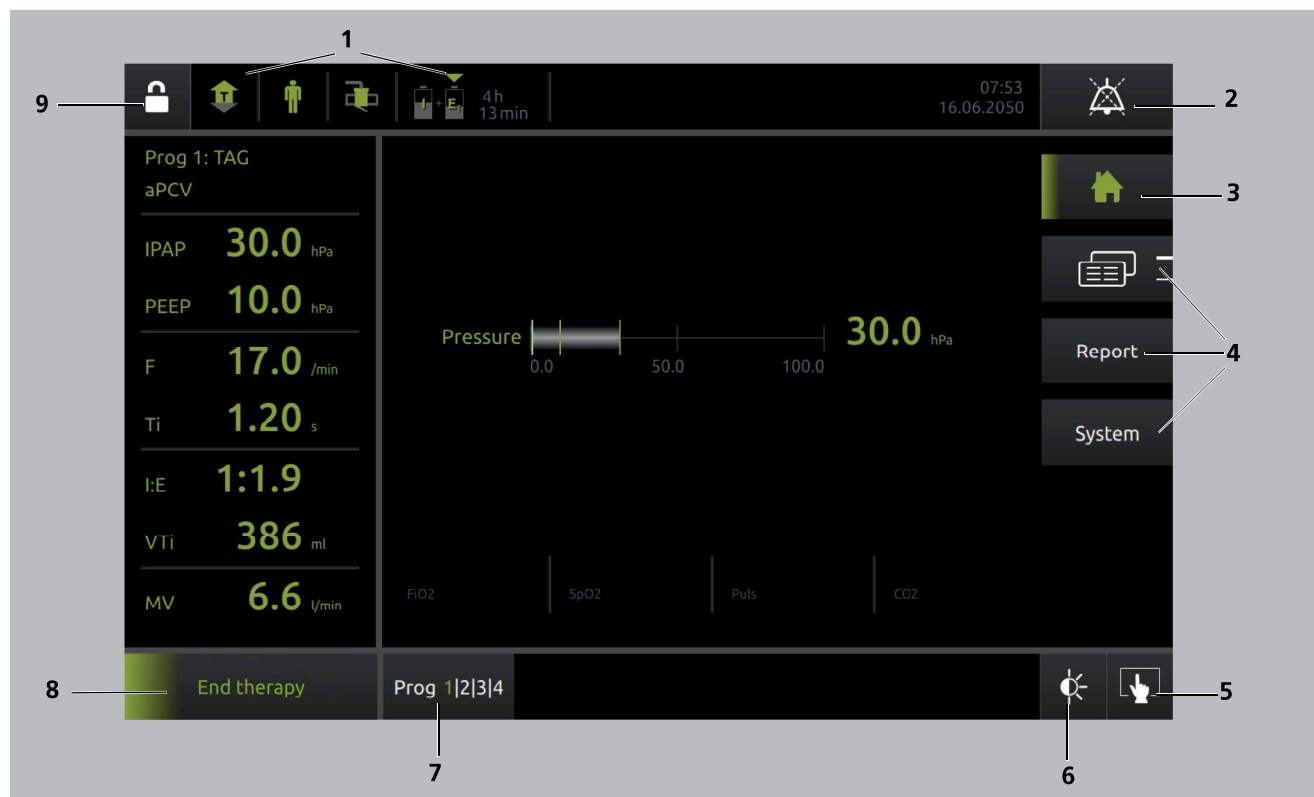 1
9
T
I + E
4h
13min
07:53
16.06.2050
2
Prog 1: TAG
aPCV
3
IPAP 30.0 hPa
PEEP 10.0 hPa
F 17.0 /min
Ti 1.20 s
I:E 1:1.9
VTi 386 ml
MV 6.6 l/min
Pressure 30.0 hPa
0.0 50.0 100.0
Report
4
System
FiO2 SpO2 Puls CO2
8
End therapy
Prog 1|2|3|4
5
7
6